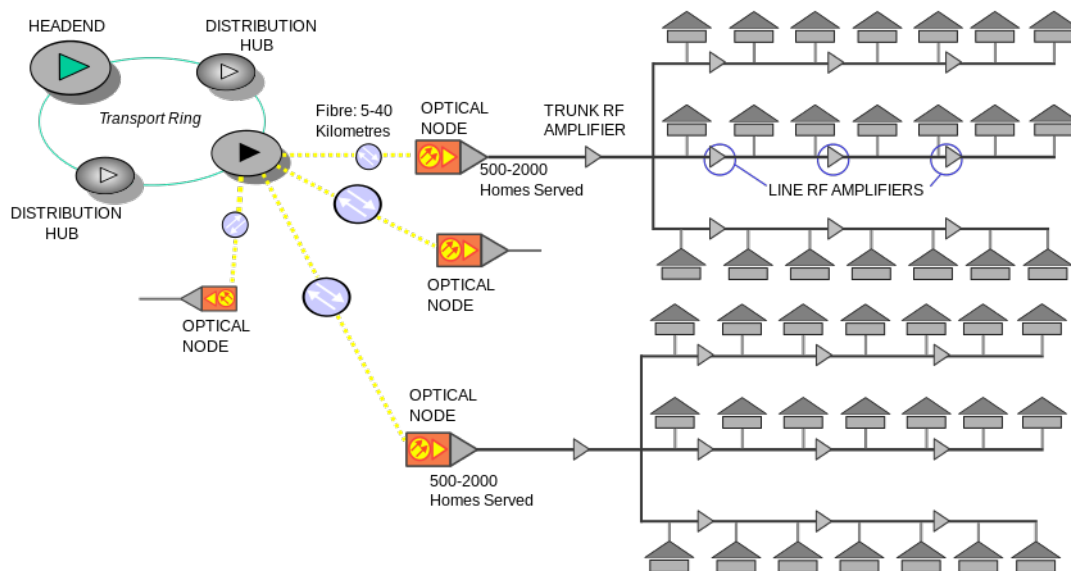 HEADEND
DISTRIBUTION
HUB
Transport Ring
DISTRIBUTION
HUB
Fibre: 5-40
Kilometres
OPTICAL
NODE
500-2000
Homes Served
TRUNK RF
AMPLIFIER
LINE RF AMPLIFIERS
OPTICAL
NODE
OPTICAL
NODE
OPTICAL
NODE
500-2000
Homes Served